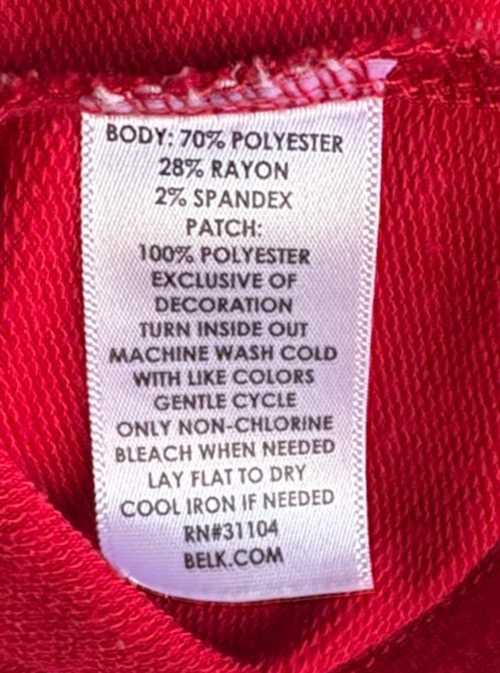 BODY: 70% POLYESTER
28% RAYON
2% SPANDEX
PATCH:
100% POLYESTER
EXCLUSIVE OF
DECORATION
TURN INSIDE OUT
MACHINE WASH COLD
WITH LIKE COLORS
GENTLE CYCLE
ONLY NON-CHLORINE
BLEACH WHEN NEEDED
LAY FLAT TO DRY
COOL IRON IF NEEDED
RN#31104
BELK.COM